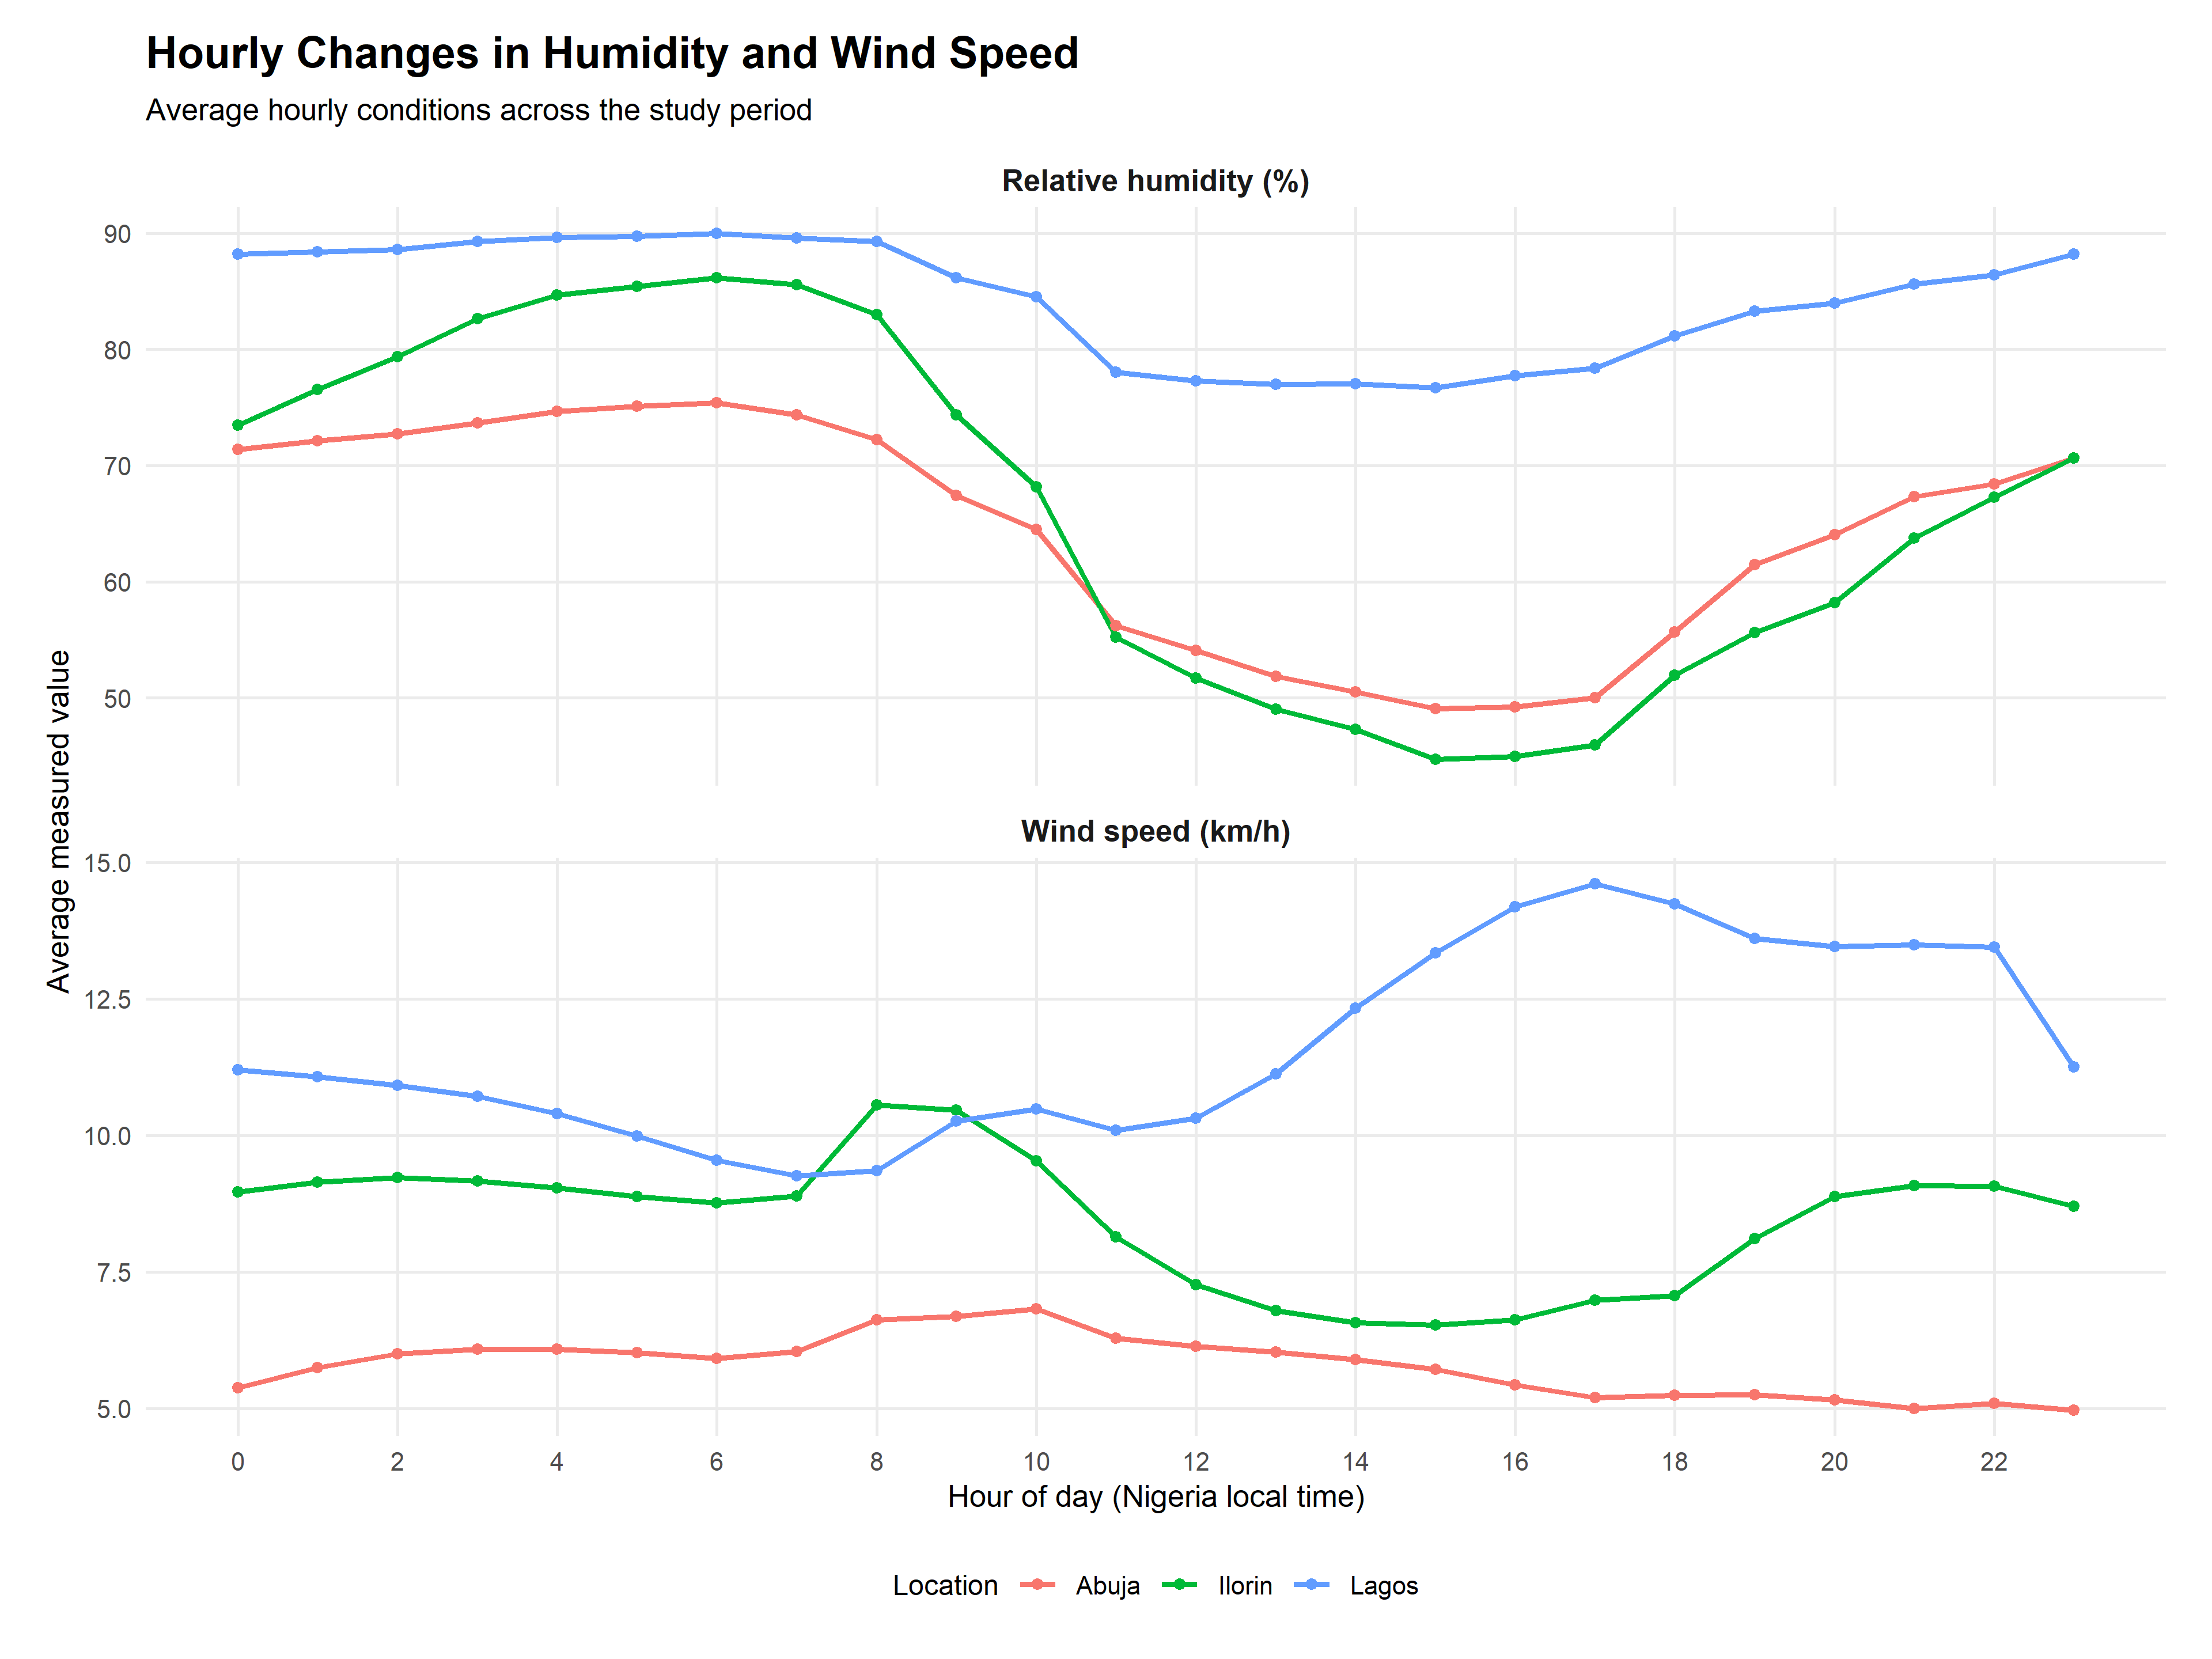 Hourly Changes in Humidity and Wind Speed
Average hourly conditions across the study period
Relative humidity (%)
90
80
70
60
50
Average measured value
Wind speed (km/h)
15.0
12.5
10.0
7.5
5.0
0 2 4 6 8 10 12 14 16 18 20 22
Hour of day (Nigeria local time)
Location Abuja Ilorin Lagos